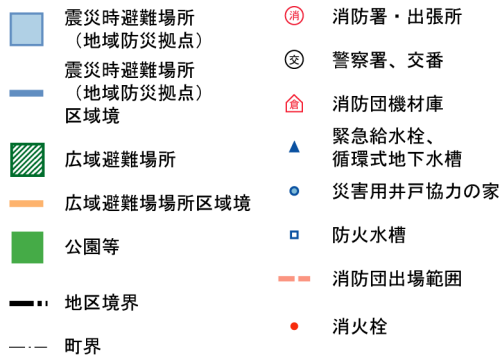 震災時避難場所
（地域防災拠点）
震災時避難場所
（地域防災拠点）
区域境
広域避難場所
広域避難場場所区域境
公園等
地区境界
町界
消
消防署・出張所
交
警察署、交番
倉
消防団機材庫
緊急給水栓、
循環式地下水槽
災害用井戸協力の家
防火水槽
消防団出場範囲
消火栓